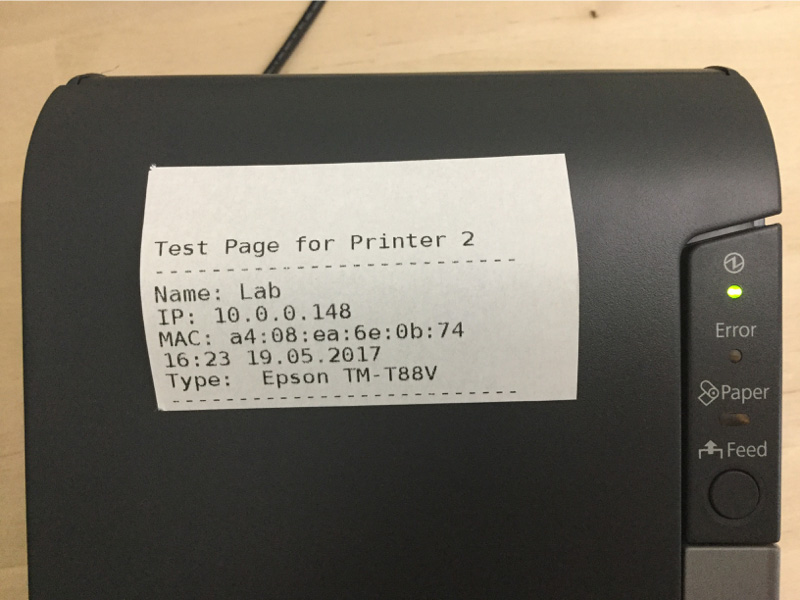 Test Page for Printer 2
--------------------------
Name: Lab
IP: 10.0.0.148
MAC: a4:08:ea:6e:0b:74
16:23 19.05.2017
Type:  Epson TM-T88V
-------------------------
Error
Paper
Feed